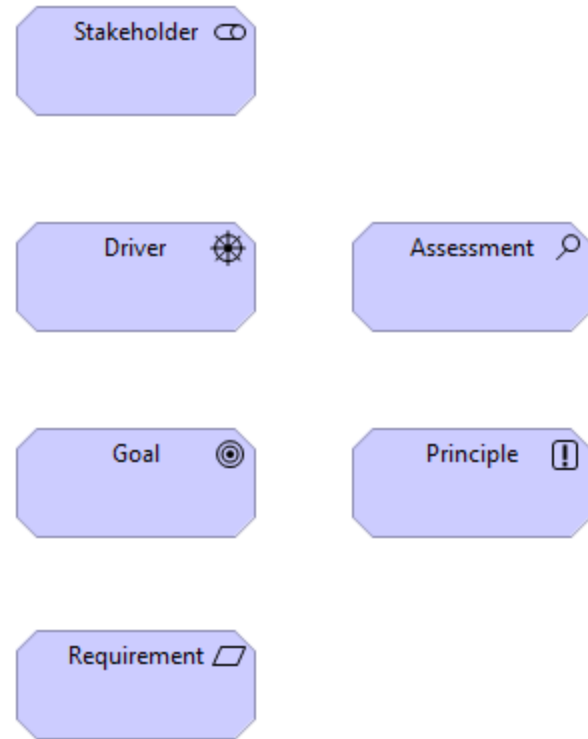 Stakeholder
Driver
Assessment
Goal
Principle
Requirement